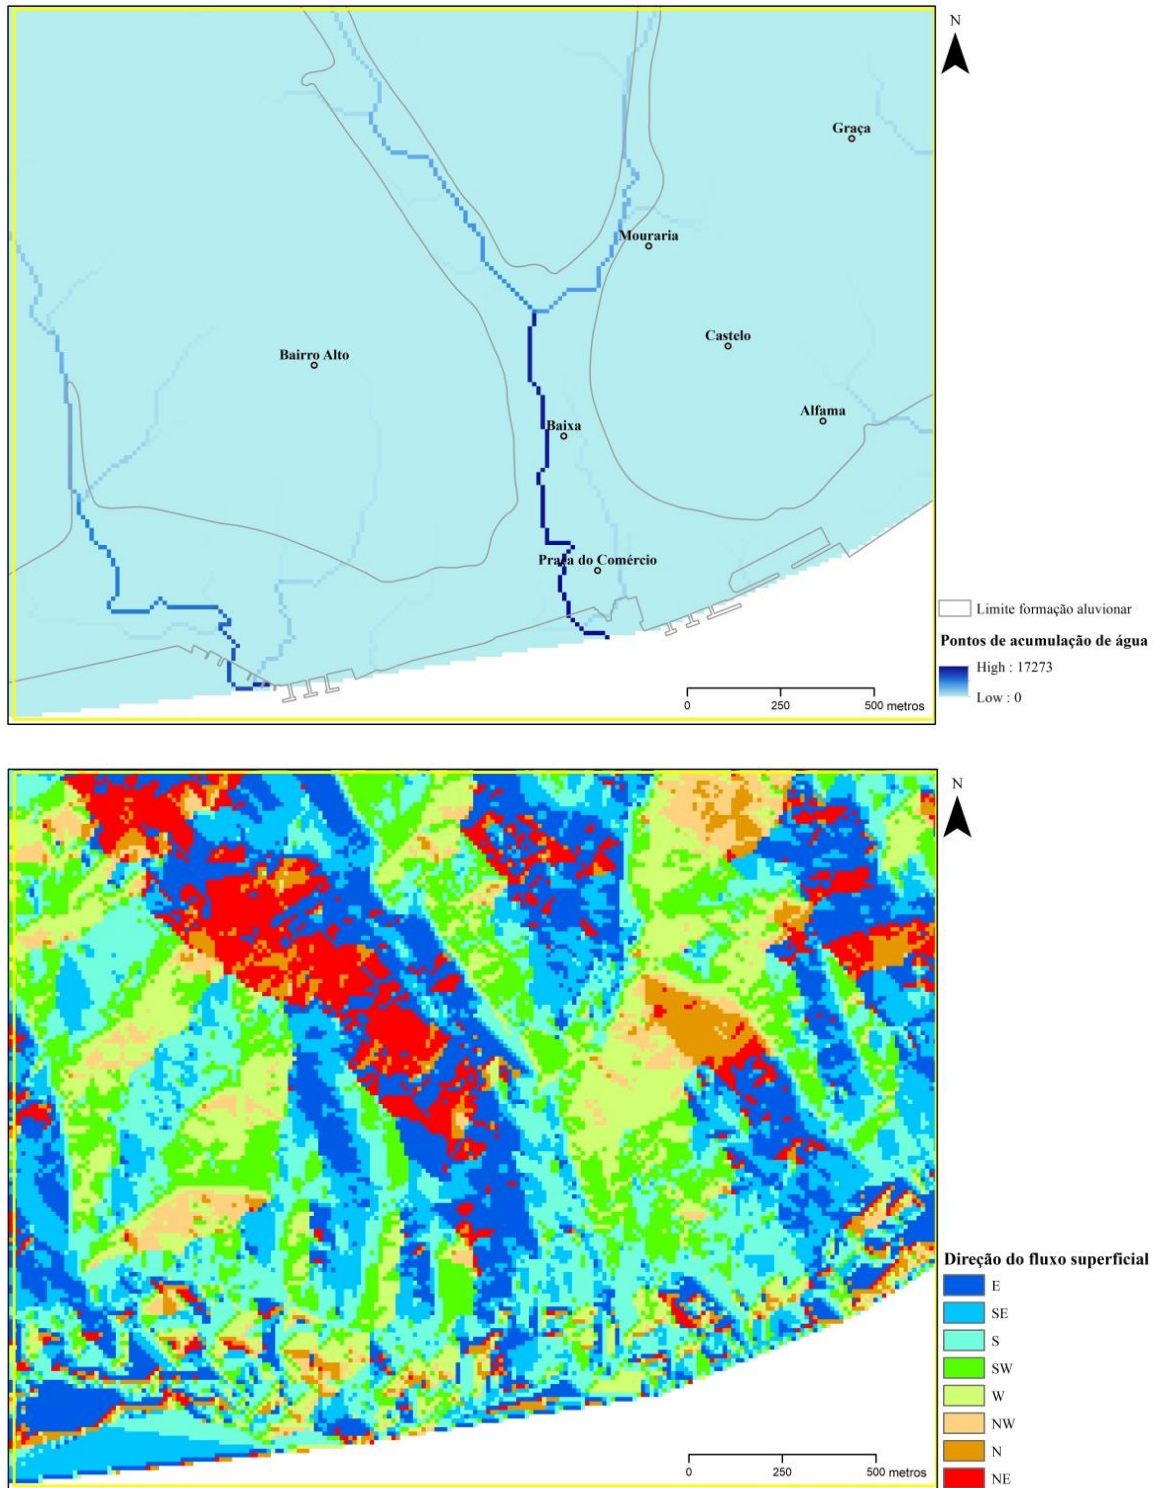 N
Graça
Mouraria
Castelo
Bairro Alto
Alfama
Baixa
Praça do Comércio
Limite formação aluvionar
Pontos de acumulação de água
High : 17273
Low : 0
0 250 500 metros
N
Direção do fluxo superficial
E
SE
S
SW
W
NW
N
NE
0 250 500 metros